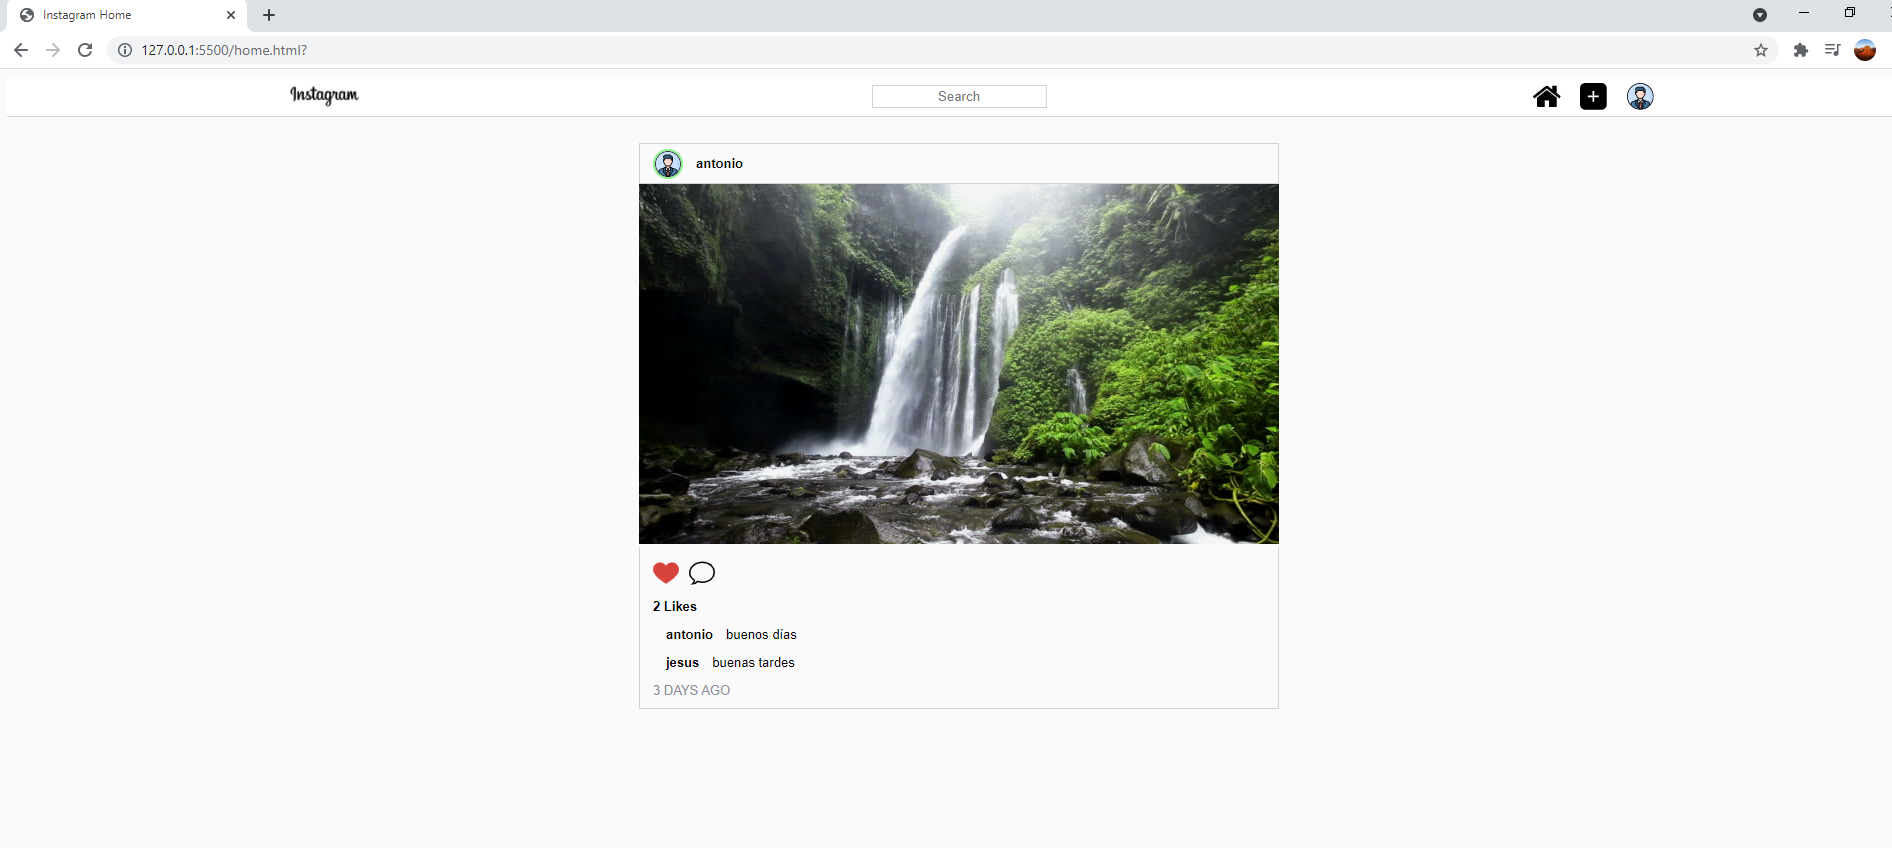 Instagram Home
127.0.0.1:5500/home.html?
Instagram
Search
antonio
2 Likes
antonio buenos días
jesus buenas tardes
3 DAYS AGO